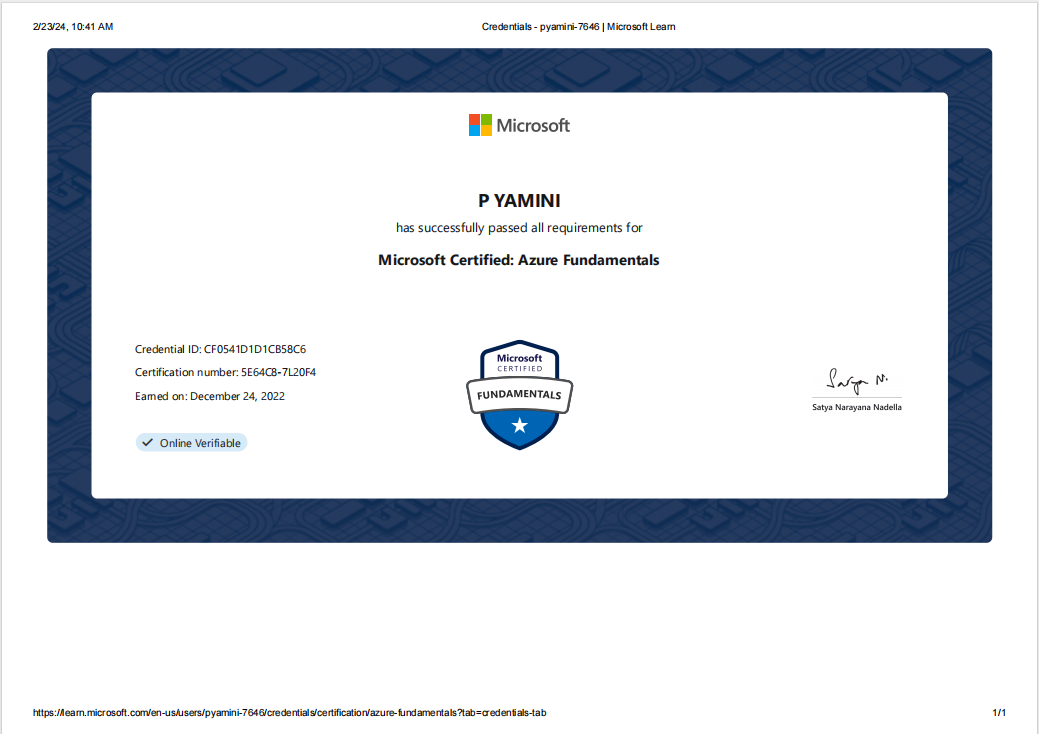 2/23/24, 10:41 AM
Credentials - pyamini-7646 | Microsoft Learn
Microsoft
P YAMINI
has successfully passed all requirements for
Microsoft Certified: Azure Fundamentals
Credential ID: CF0541D1D1CB58C6
Certification number: 5E64C8-7L20F4
Earned on: December 24, 2022
Online Verifiable
Microsoft
CERTIFIED
FUNDAMENTALS
Satya N.
Satya Narayana Nadella
https://learn.microsoft.com/en-us/users/pyamini-7646/credentials/certification/azure-fundamentals?tab=credentials-tab
1/1